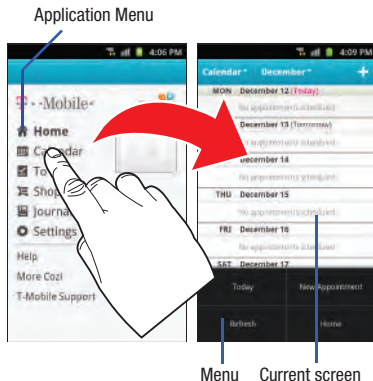 Application Menu
4:06 PM
T··Mobile·
Home
Calendar
To
Shop
Journa
Settings
Help
More Cozi
T-Mobile Support
4:09 PM
Calendar December +
MON December 12 (Today)
No appointments scheduled
December 13 (Tomorrow)
No appointments scheduled
December 14
No appointments scheduled
THU December 15
No appointments scheduled
FRI December 16
No appointments scheduled
SAT December 17
Today New Appointment
Refresh Home
Menu Current screen